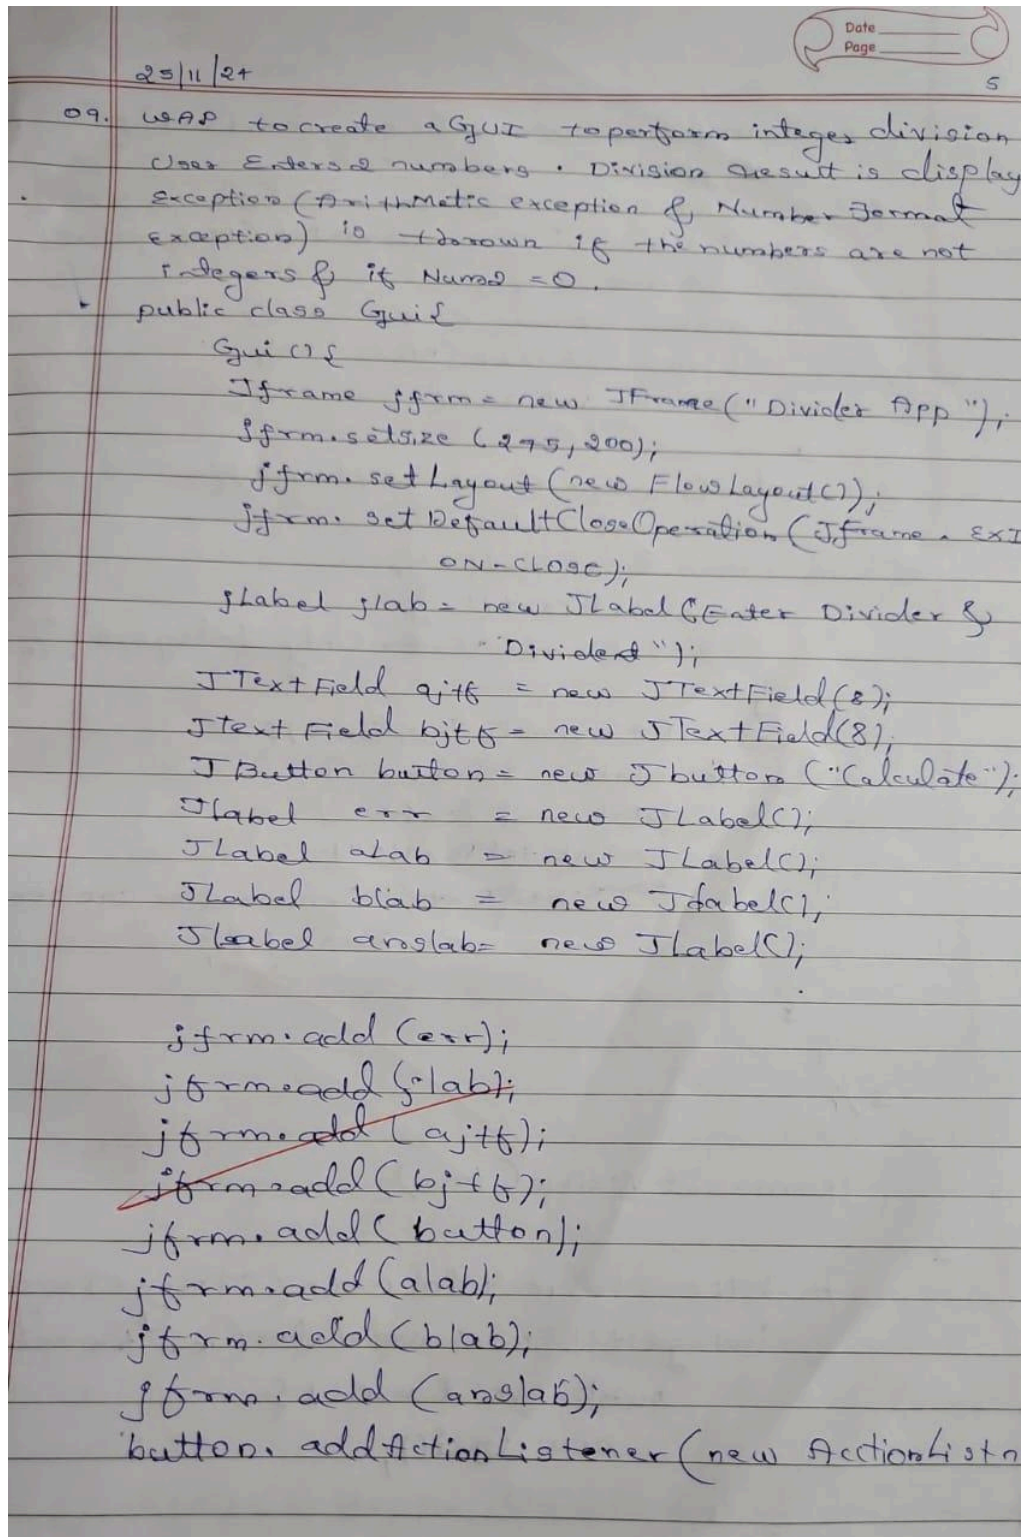 Date
Page
25/11/24
5
09. WAP to create a GUI to perform integer division
User Enters 2 numbers. Division result is display
Exception (ArithMetic exception & Number Format
Exception) is thrown if the numbers are not
integers & if Num2 = 0.
public class Gui{
Gui(){
Jframe jfrm = new JFrame("Divider App");
jfrm.setsize (275, 200);
jfrm.setLayout (new FlowLayout());
jfrm.setDefaultCloseOperation (Jframe.EXI
ON-CLOSE);
jLabel jlab = new JLabel ("Enter Divider &
Dividend");
JTextField ajtf = new JTextField(8);
JtextField bjtf = new JTextField(8);
JButton button = new Jbutton ("Calculate");
Jlabel err = new JLabel();
JLabel alab = new JLabel();
JLabel blab = new JLabel();
JLabel anslab= new JLabel();
jfrm.add (err);
jfrm.add (jlab);
jfrm.add (ajtf);
jfrm.add (bjtf);
jfrm.add (button);
jfrm.add (alab);
jfrm.add (blab);
jfrm.add (anslab);
button.addActionListener (new AcctionListn